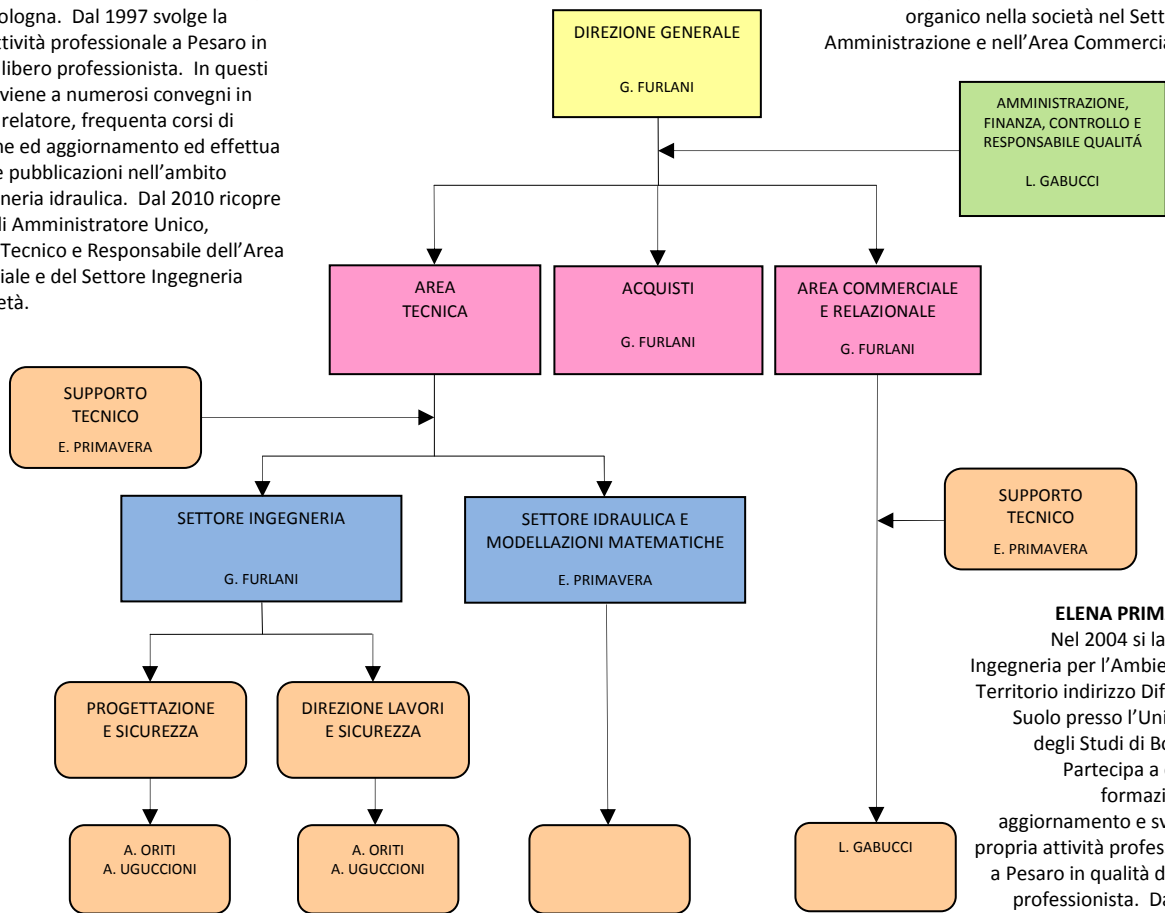 ologna. Dal 1997 svolge la
ttività professionale a Pesaro in
libero professionista. In questi
viene a numerosi convegni in
relatore, frequenta corsi di
ne ed aggiornamento ed effettua
e pubblicazioni nell'ambito
neria idraulica. Dal 2010 ricopre
di Amministratore Unico,
Tecnico e Responsabile dell'Area
iale e del Settore Ingegneria
età.
DIREZIONE GENERALE
G. FURLANI
organico nella società nel Sett
Amministrazione e nell'Area Commercia
AMMINISTRAZIONE,
FINANZA, CONTROLLO E
RESPONSABILE QUALITÁ
L. GABUCCI
AREA
TECNICA
ACQUISTI
G. FURLANI
AREA COMMERCIALE
E RELAZIONALE
G. FURLANI
SUPPORTO
TECNICO
E. PRIMAVERA
SETTORE INGEGNERIA
G. FURLANI
SETTORE IDRAULICA E
MODELLAZIONI MATEMATICHE
E. PRIMAVERA
SUPPORTO
TECNICO
E. PRIMAVERA
PROGETTAZIONE
E SICUREZZA
DIREZIONE LAVORI
E SICUREZZA
A. ORITI
A. UGUCCIONI
A. ORITI
A. UGUCCIONI
L. GABUCCI
ELENA PRIM
Nel 2004 si la
Ingegneria per l'Ambie
Territorio indirizzo Dif
Suolo presso l'Uni
degli Studi di Bo
Partecipa a
formazi
aggiornamento e sv
propria attività profess
a Pesaro in qualità d
professionista. Da